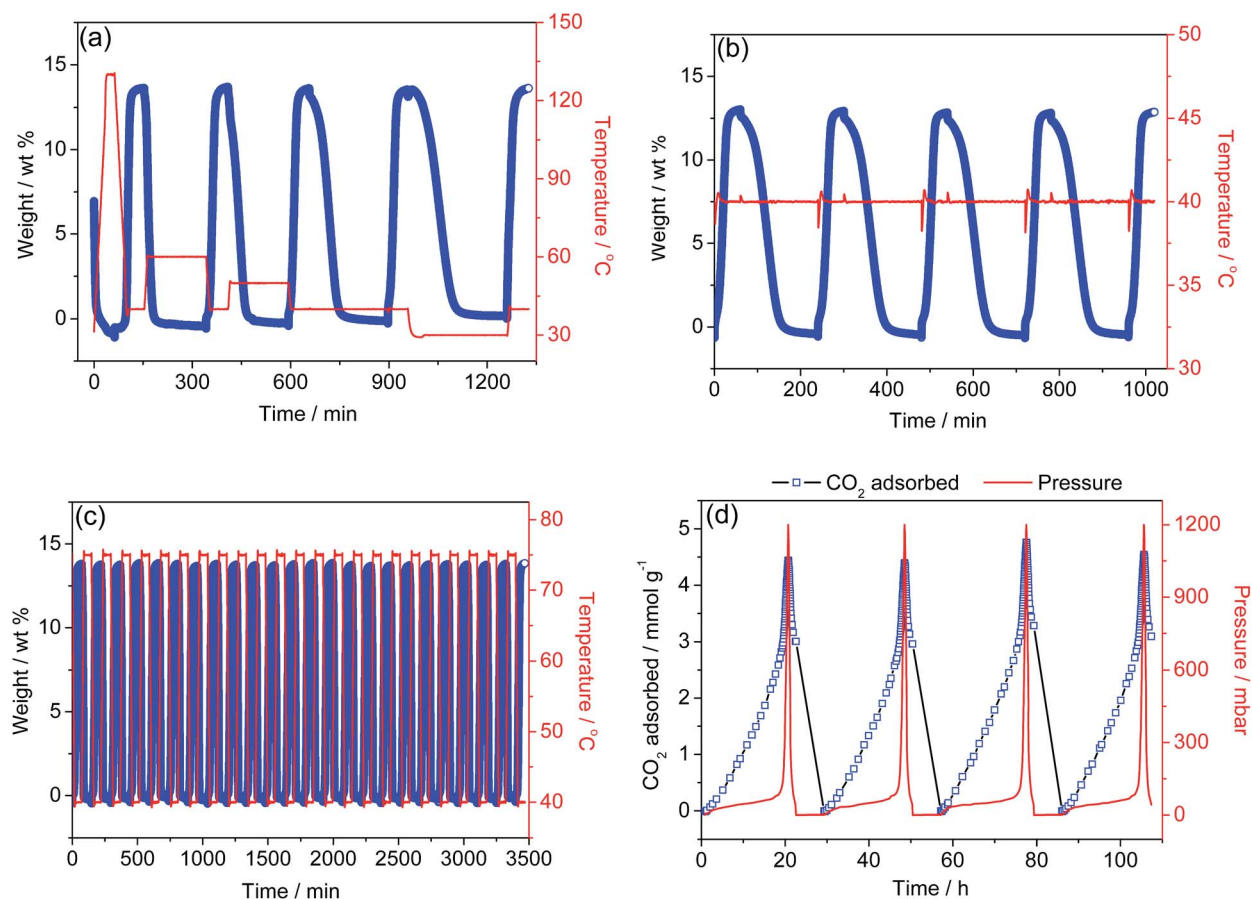 (a)
150
120
90
60
30
15
10
5
0
Weight / wt %
Temperature / °C
0 300 600 900 1200
Time / min
(b)
50
45
40
35
30
15
10
5
0
Weight / wt %
Temperature / °C
0 200 400 600 800 1000
Time / min
(c)
80
75
70
65
60
55
50
45
40
15
10
5
0
Weight / wt %
Temperature / °C
0 500 1000 1500 2000 2500 3000 3500
Time / min
CO₂ adsorbed Pressure
(d)
5
4
3
2
1
0
CO₂ adsorbed / mmol g⁻¹
1200
900
600
300
0
Pressure / mbar
0 20 40 60 80 100
Time / h